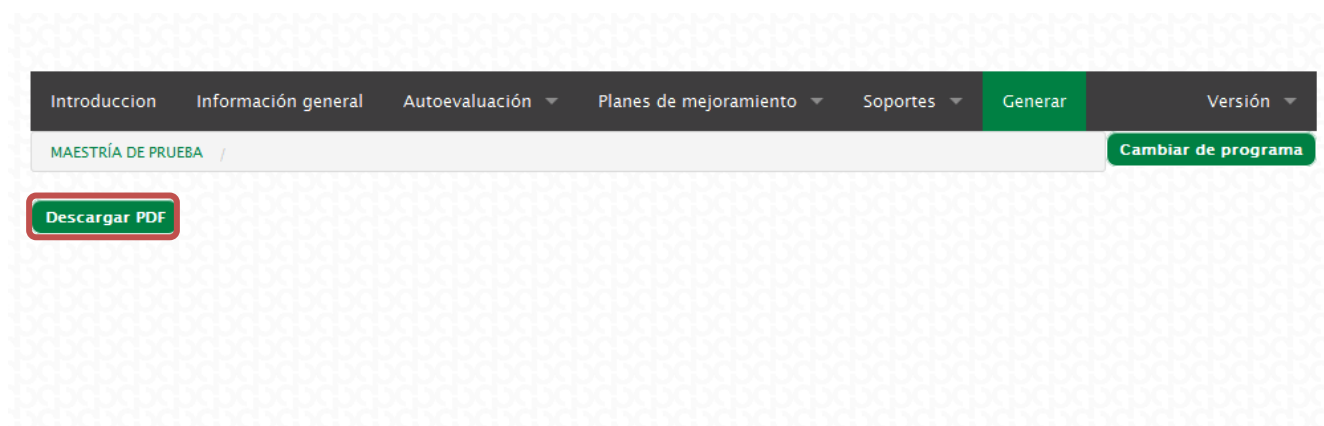 Introduccion Información general Autoevaluación Planes de mejoramiento Soportes Generar Versión
MAESTRÍA DE PRUEBA / Cambiar de programa
Descargar PDF